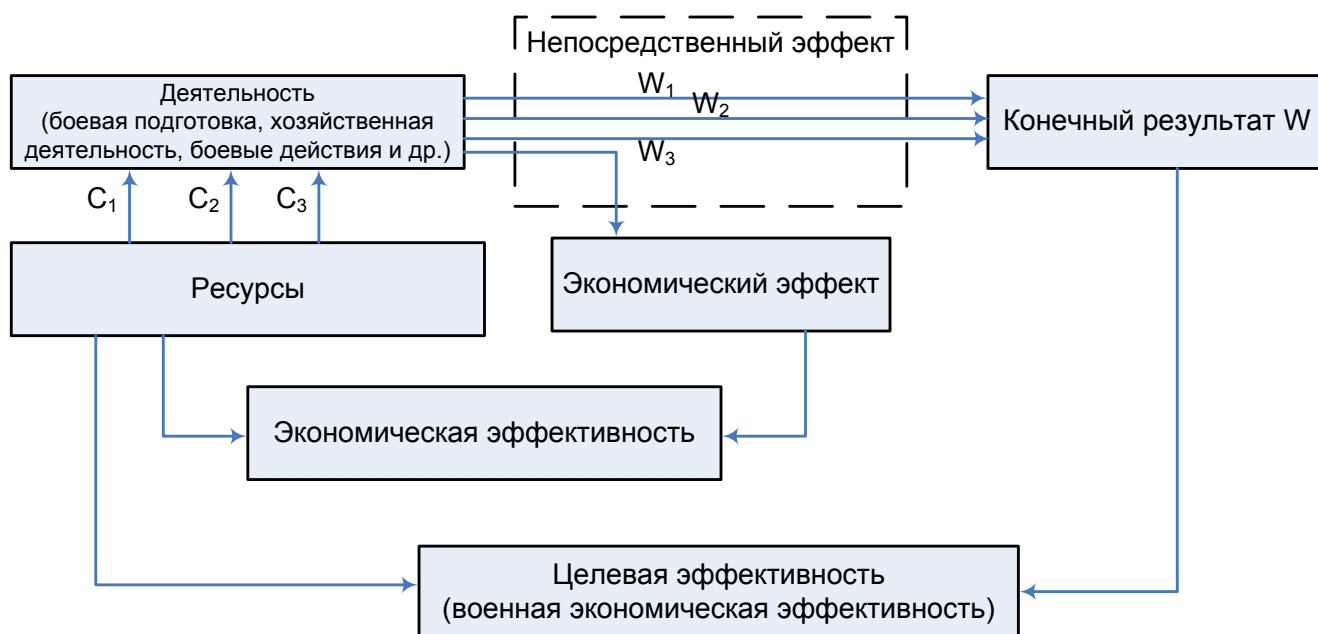 Непосредственный эффект
Деятельность
(боевая подготовка, хозяйственная
деятельность, боевые действия и др.)
W1
W2
W3
Конечный результат W
C1
C2
C3
Ресурсы
Экономический эффект
Экономическая эффективность
Целевая эффективность
(военная экономическая эффективность)